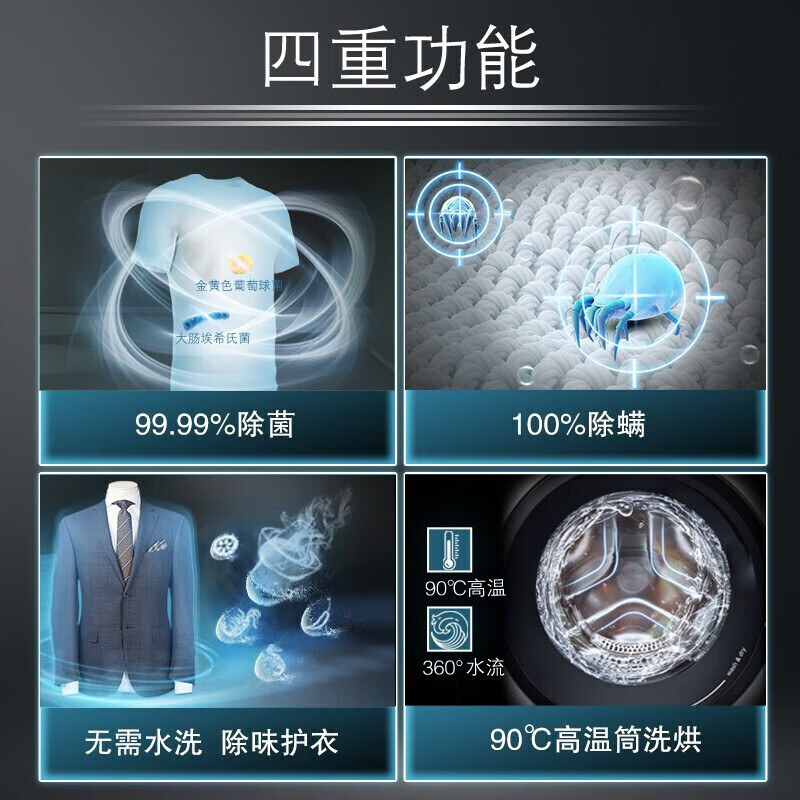 四重功能
金黄色葡萄球菌
大肠埃希氏菌
99.99%除菌
100%除螨
90℃高温
360°水流
wash & dry
无需水洗 除味护衣
90℃高温筒洗烘